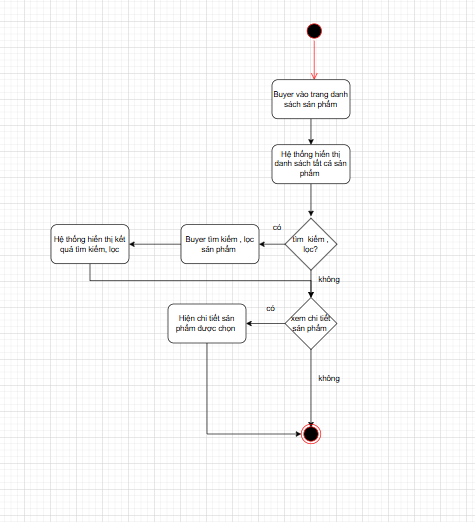 Buyer vào trang danh
sách sản phẩm
Hệ thống hiển thị
danh sách tất cả sản
phẩm
có
tìm kiếm ,
lọc?
Buyer tìm kiếm , lọc
sản phẩm
Hệ thống hiển thị kết
quả tìm kiếm, lọc
không
có
xem chi tiết
sản phẩm
Hiện chi tiết sản
phẩm được chọn
không